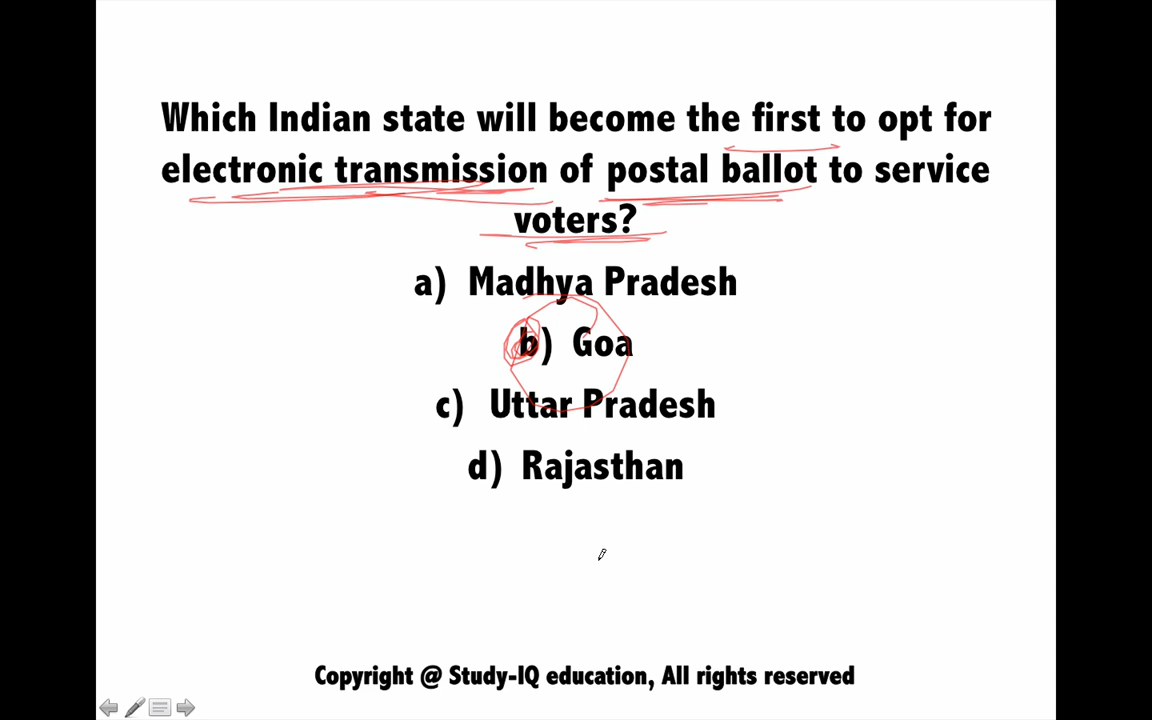 Which Indian state will become the first to opt for
electronic transmission of postal ballot to service
voters?
a) Madhya Pradesh
b) Goa
c) Uttar Pradesh
d) Rajasthan
Copyright @ Study-IQ education, All rights reserved